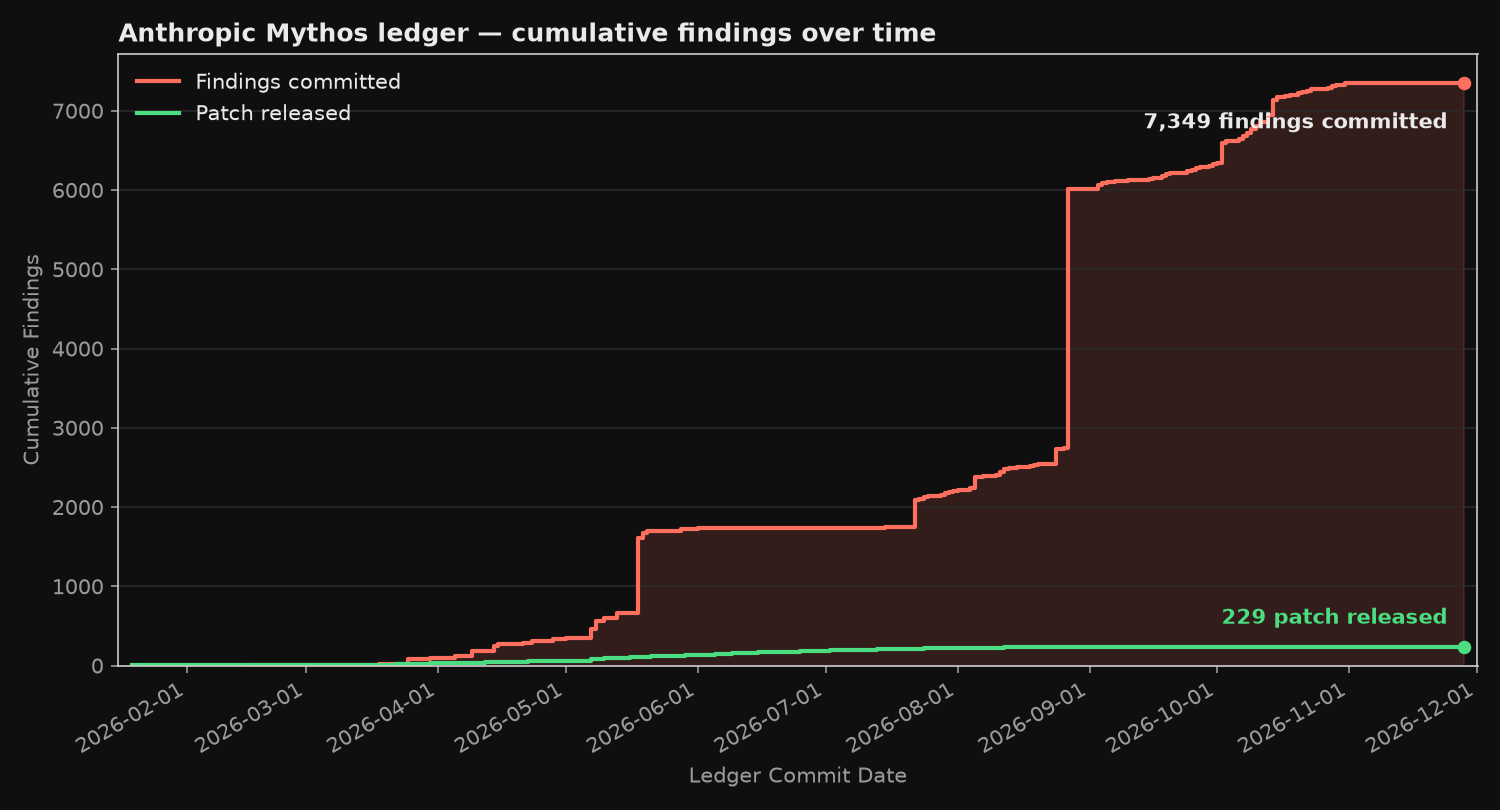 Anthropic Mythos ledger — cumulative findings over time
Findings committed
Patch released
7,349 findings committed
229 patch released
Cumulative Findings
7000
6000
5000
4000
3000
2000
1000
0
2026-02-01
2026-03-01
2026-04-01
2026-05-01
2026-06-01
2026-07-01
2026-08-01
2026-09-01
2026-10-01
2026-11-01
2026-12-01
Ledger Commit Date